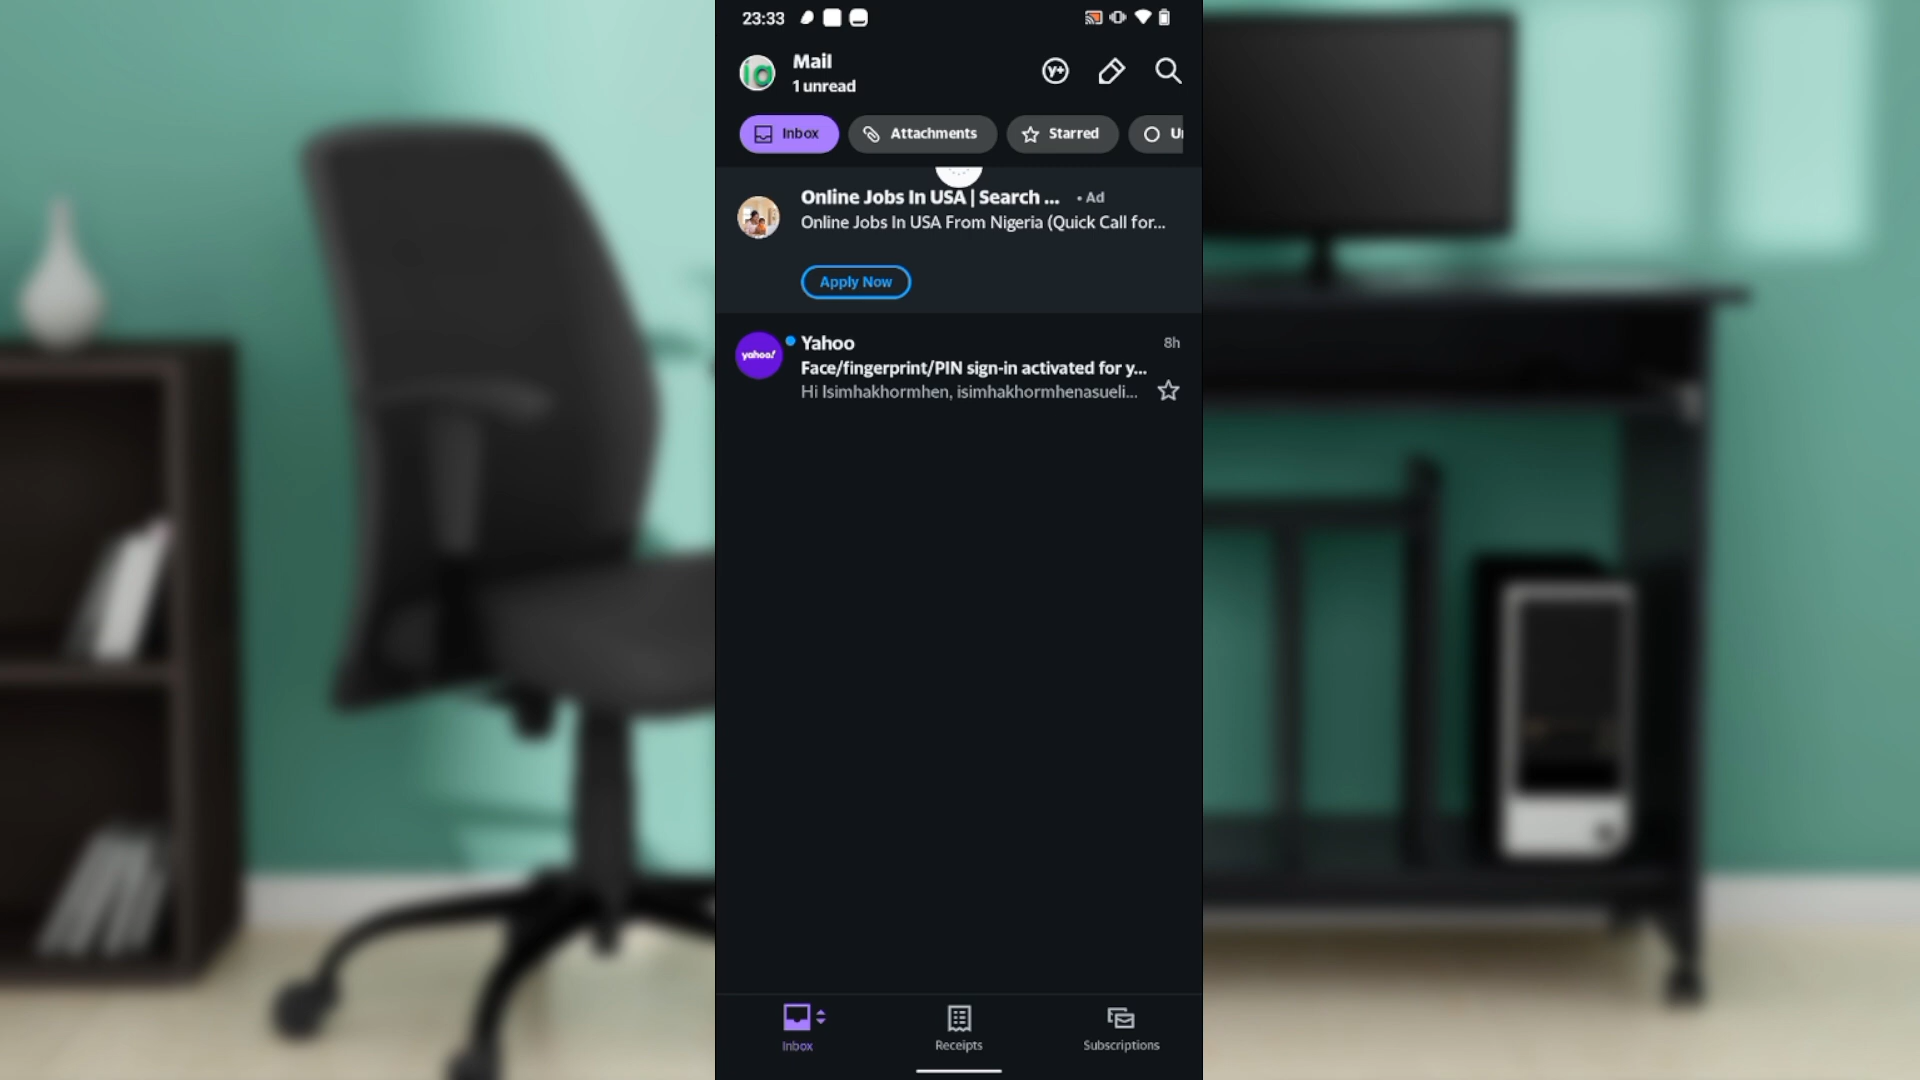 23:33
Mail
1 unread
Inbox
Attachments
Starred
Online Jobs In USA | Search ...
• Ad
Online Jobs In USA From Nigeria (Quick Call for...
Apply Now
yahoo!
Yahoo
8h
Face/fingerprint/PIN sign-in activated for y...
Hi Isimhakhormhen, isimhakhormhenasueli...
Inbox
Receipts
Subscriptions